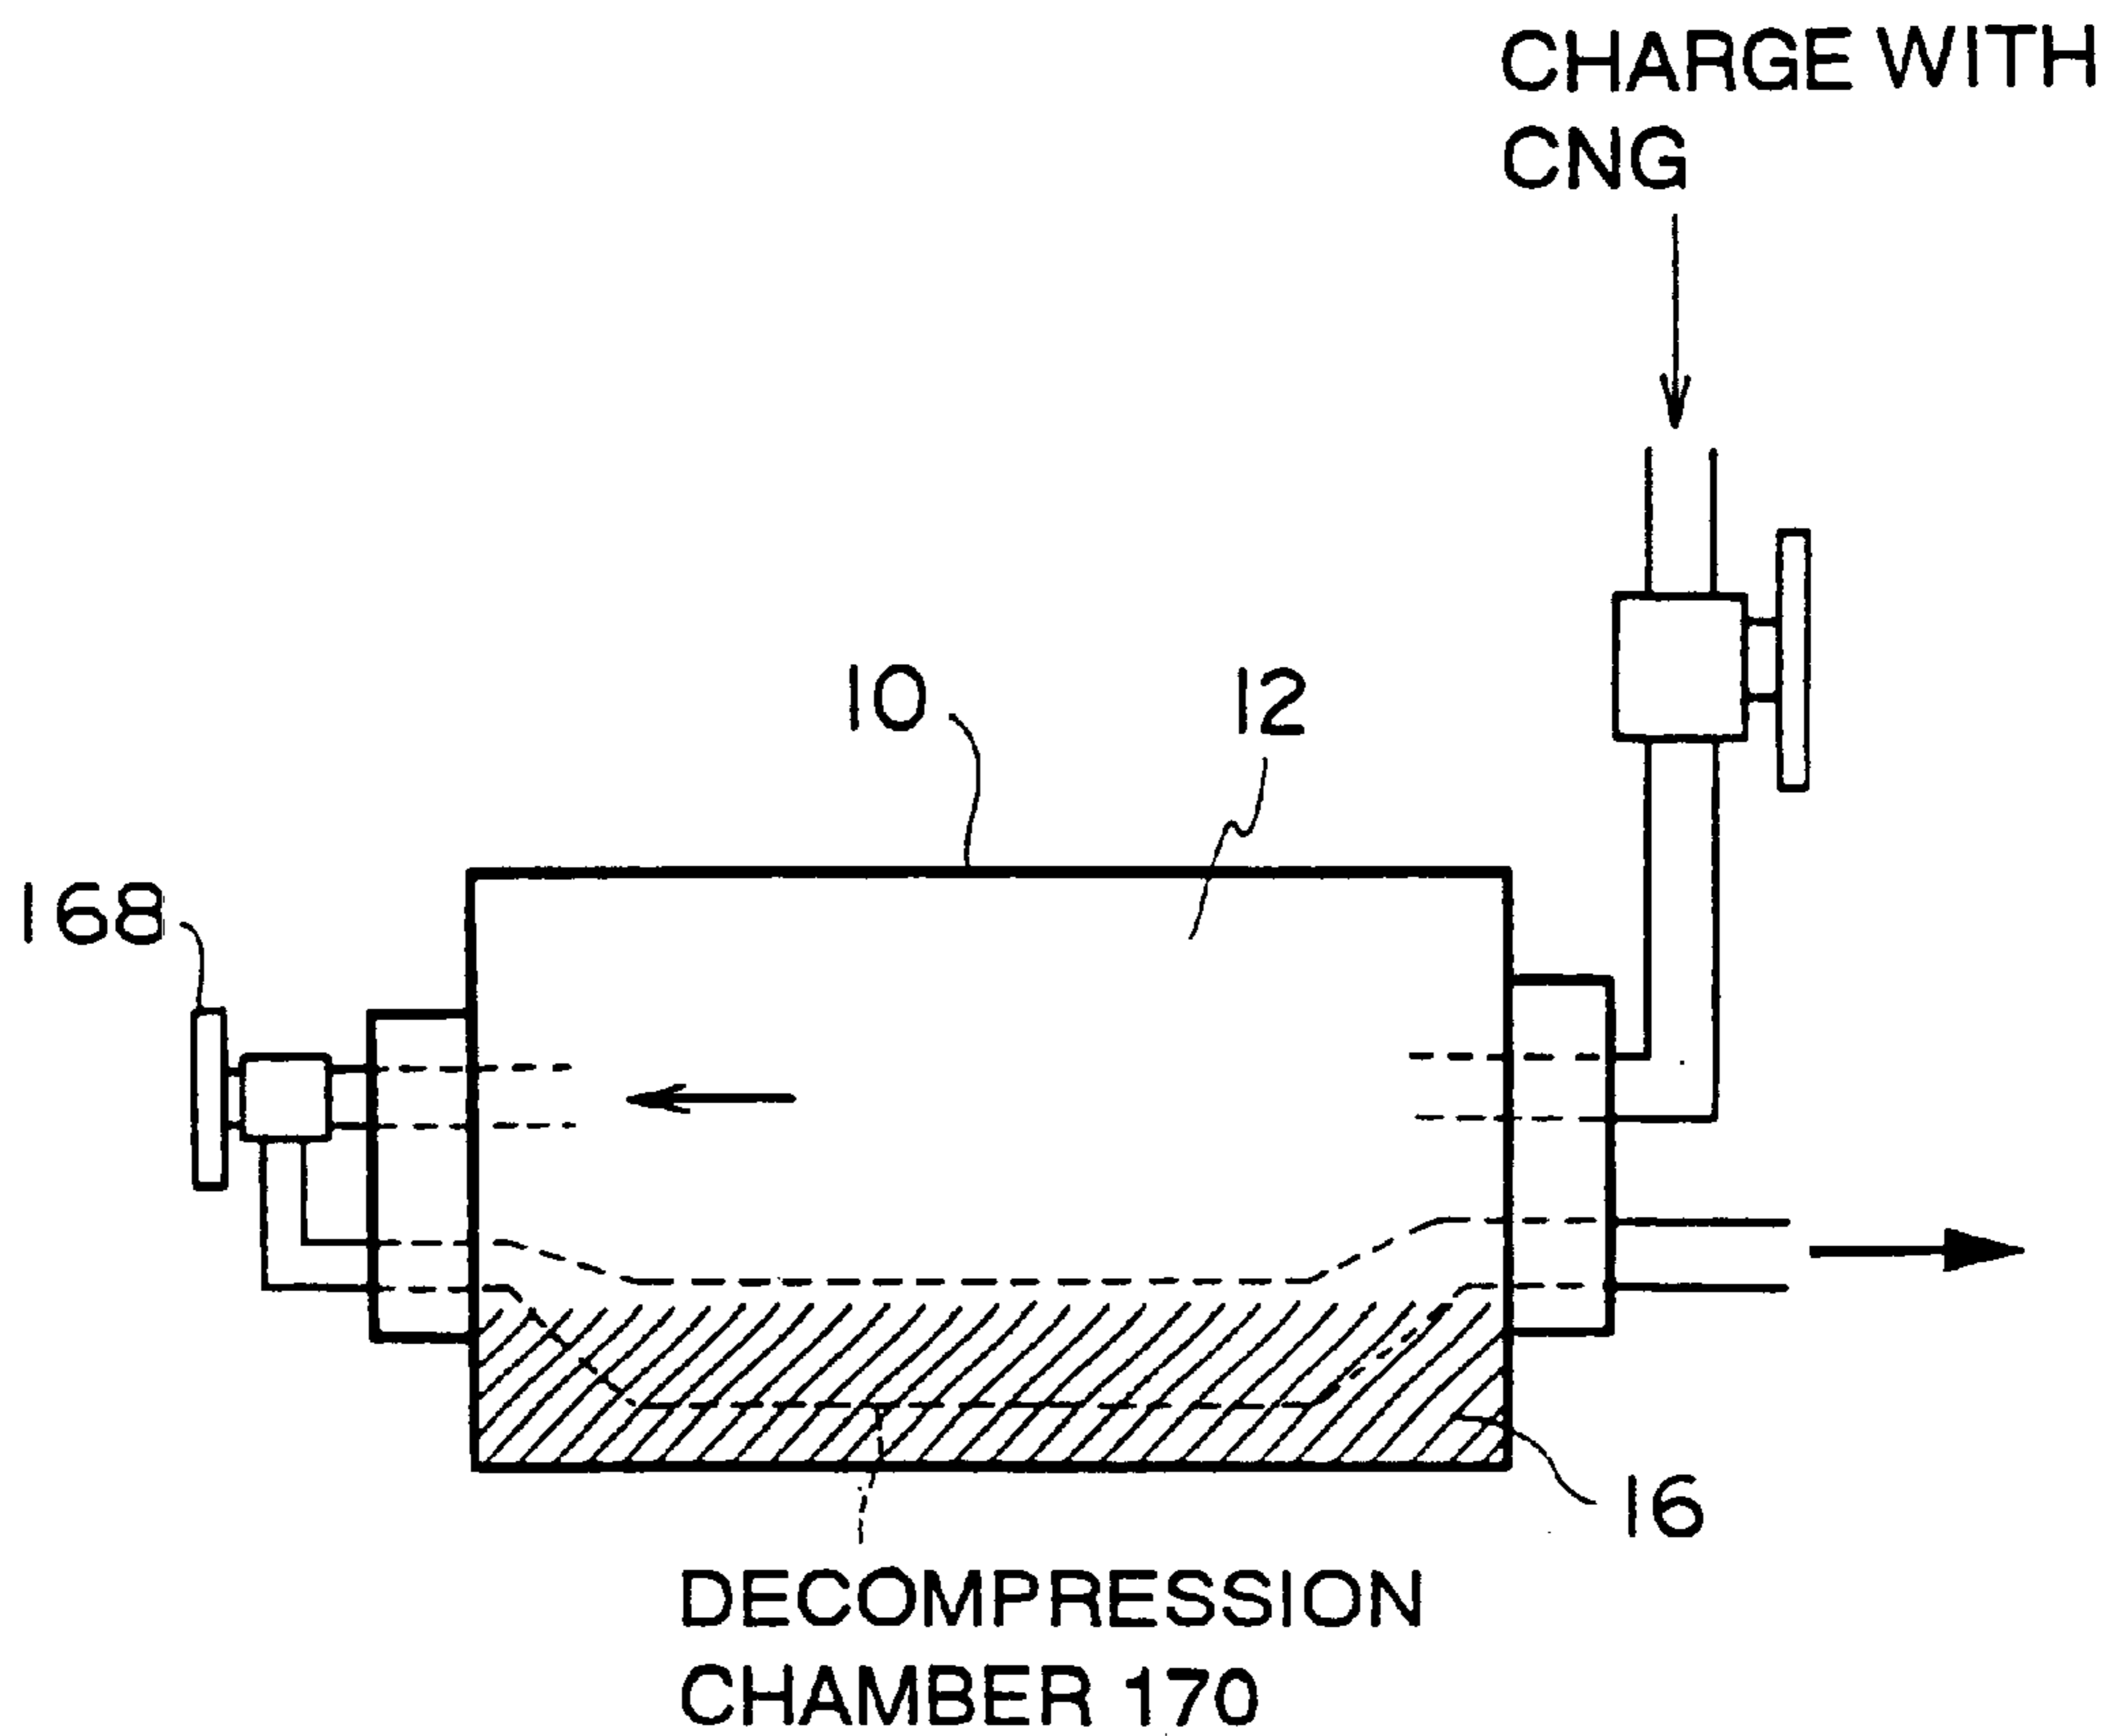 CHARGE WITH
CNG
10
12
168
16
DECOMPRESSION
CHAMBER 170